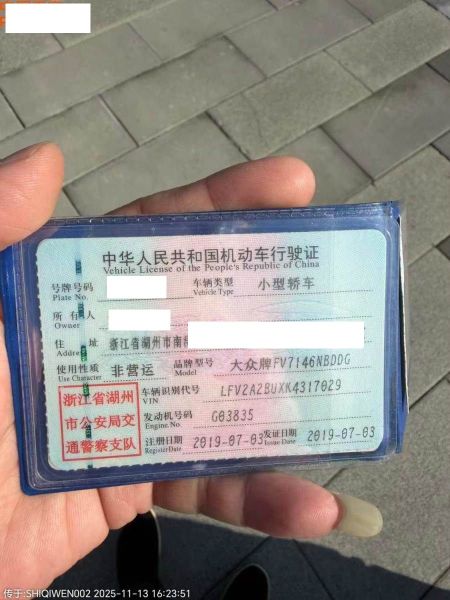 中华人民共和国机动车行驶证
Vehicle License of the People's Republic of China
号牌号码 车辆类型 小型轿车
Plate No. Vehicle Type
所有人
Owner
住址 浙江省湖州市南
Address
使用性质 非营运 品牌型号 大众牌FV7146NBDDG
Use Character Model
浙江省湖州
市公安局交
通警察支队
车辆识别代号 LFV2A2BUXK4317029
VIN
发动机号码 G03835
Engine No.
注册日期 2019-07-03 发证日期 2019-07-03
Register Date Issue Date
传于:SHIQIWEN002 2025-11-13 16:23:51